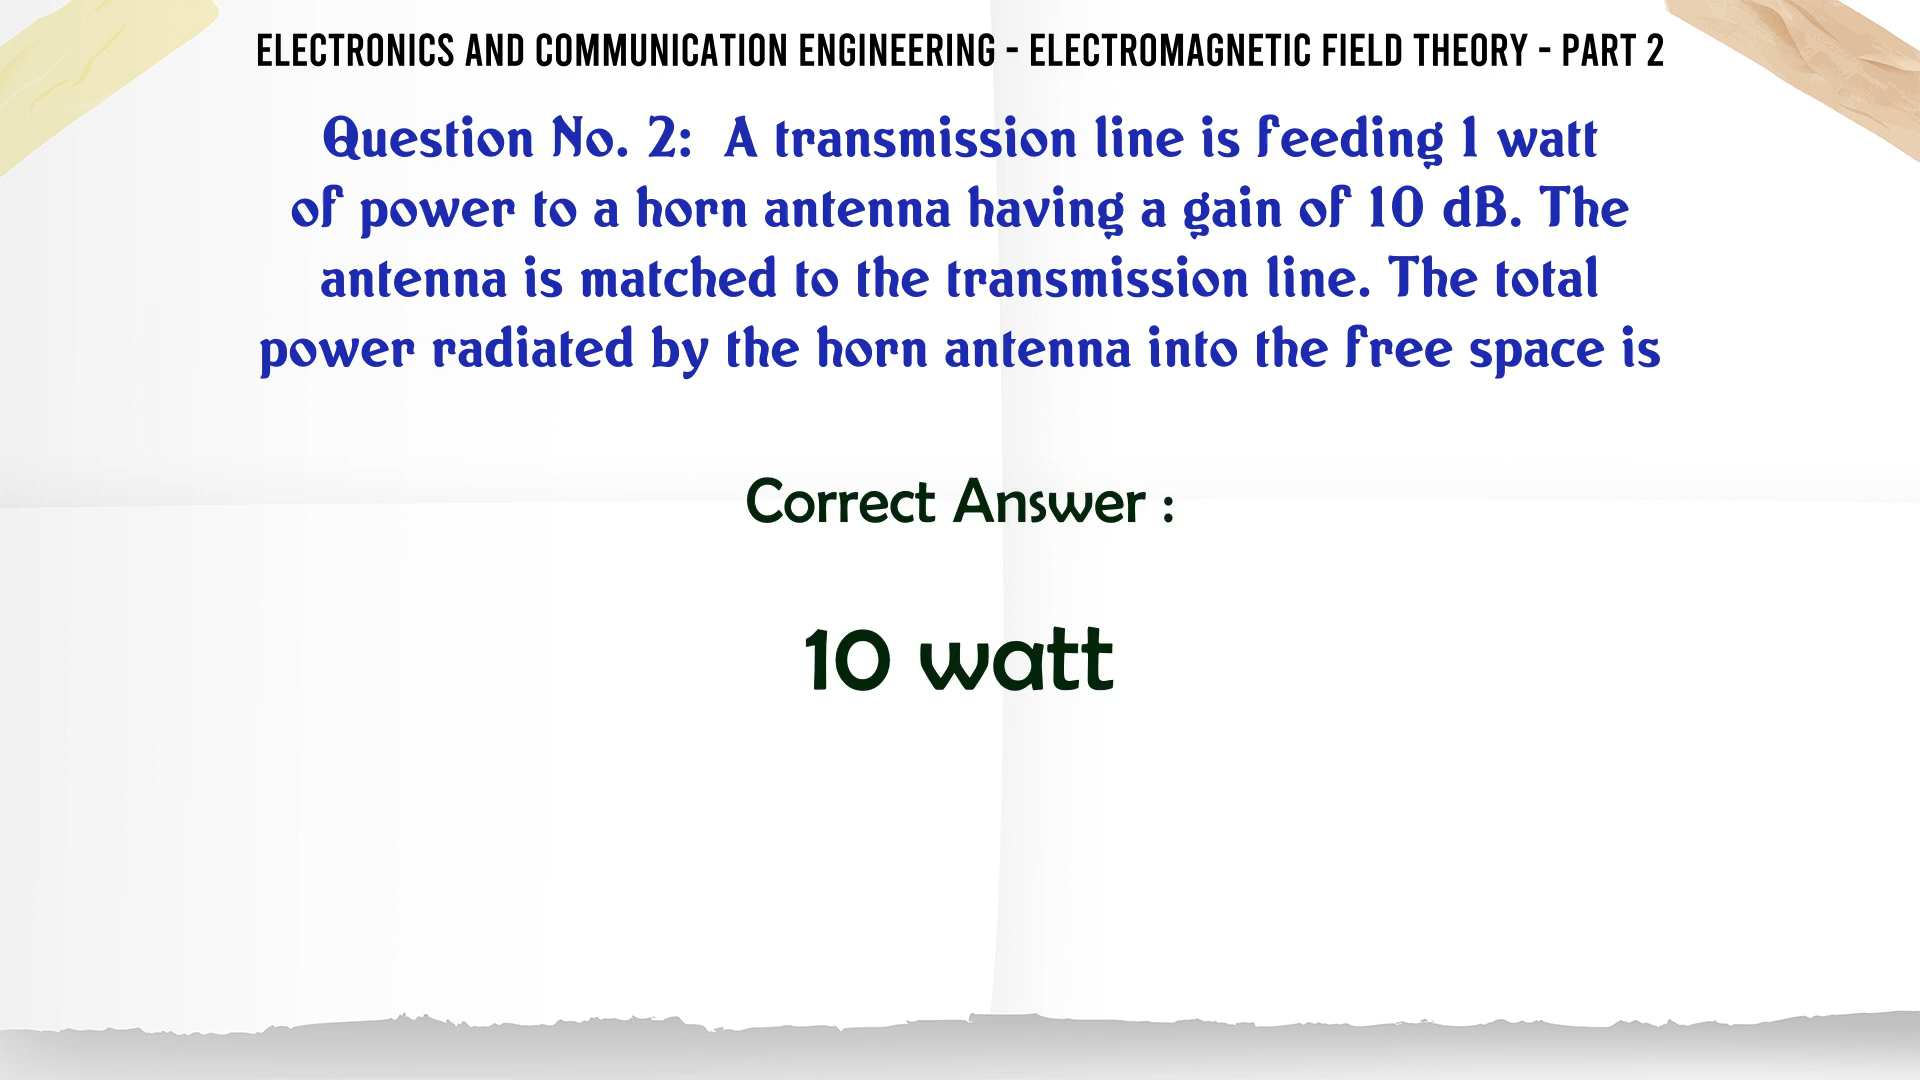 ELECTRONICS AND COMMUNICATION ENGINEERING - ELECTROMAGNETIC FIELD THEORY - PART 2
Question No. 2: A transmission line is feeding 1 watt
of power to a horn antenna having a gain of 10 dB. The
antenna is matched to the transmission line. The total
power radiated by the horn antenna into the free space is
Correct Answer :
10 watt